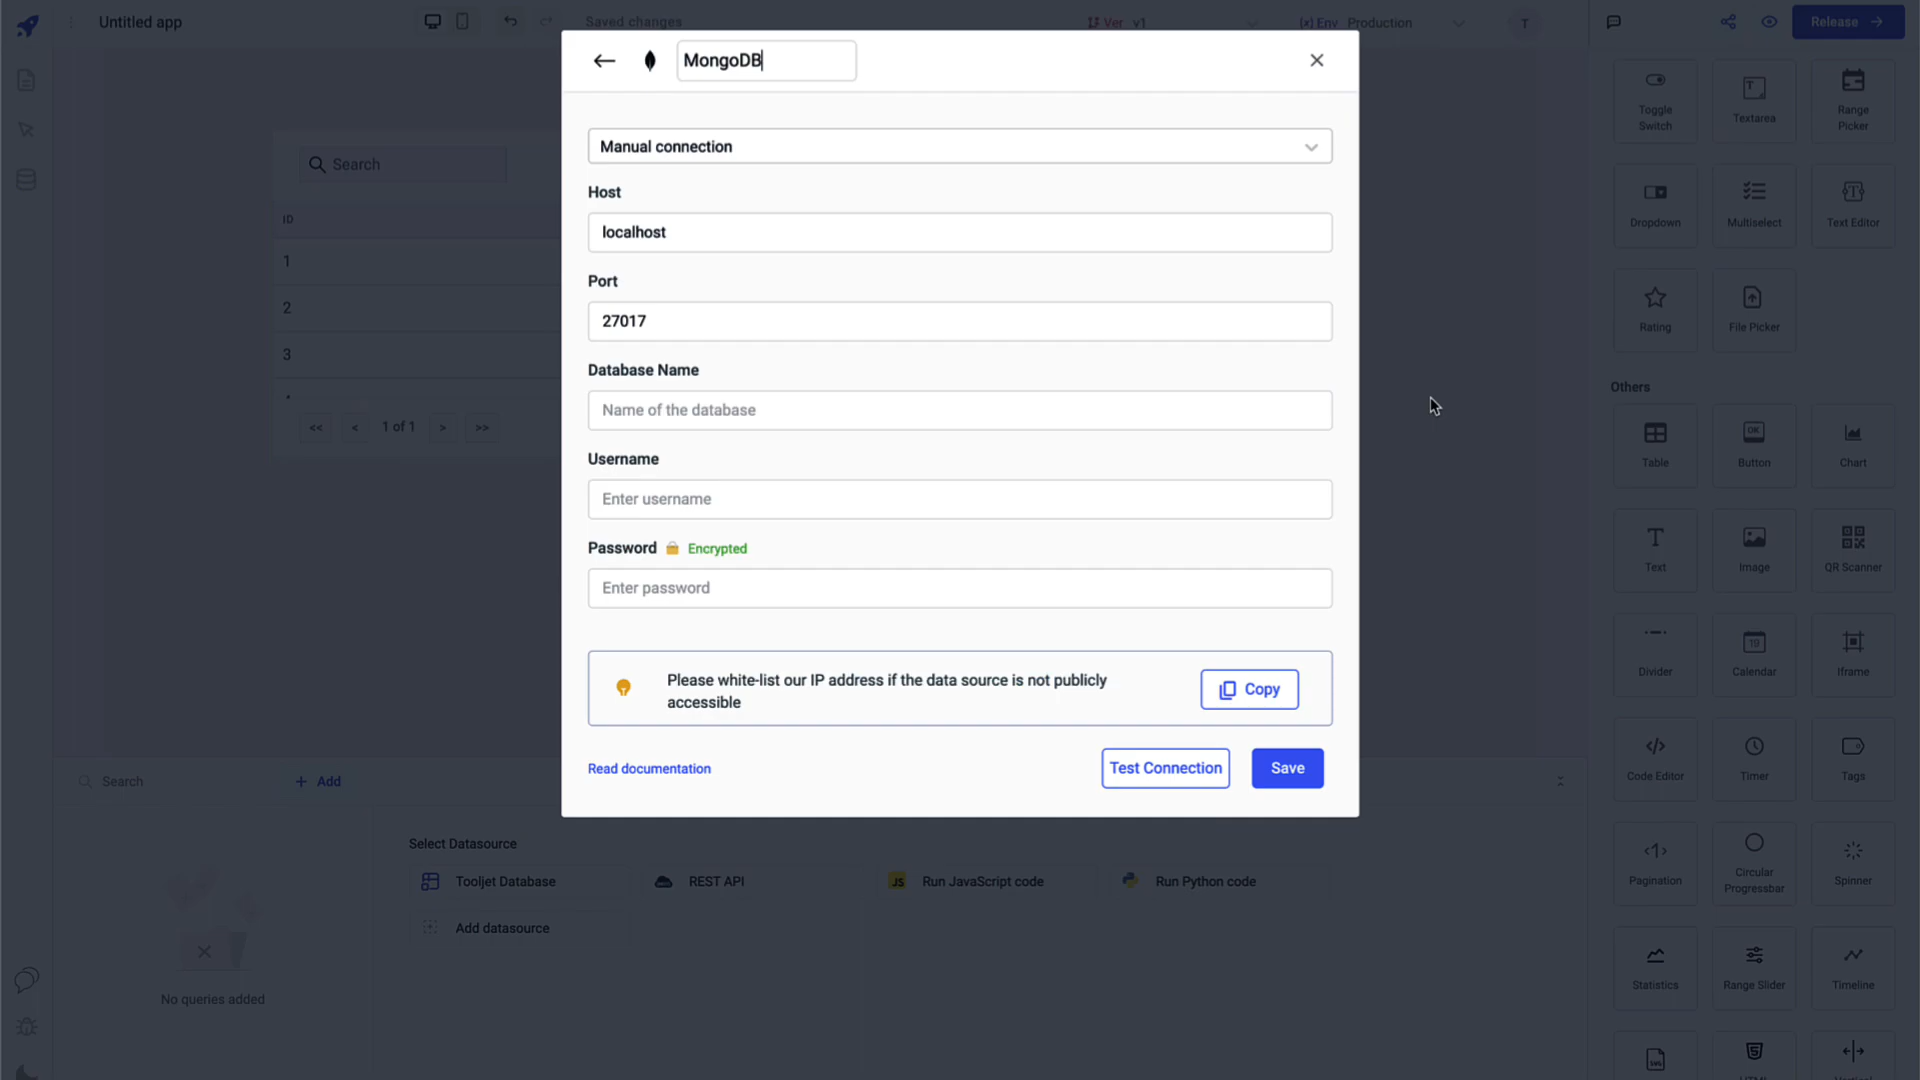 Untitled app
Saved changes
Ver v1
{x} Env Production
T
Release
MongoDB
Manual connection
Host
localhost
Port
27017
Database Name
Name of the database
Username
Enter username
Password Encrypted
Enter password
Please white-list our IP address if the data source is not publicly
accessible
Copy
Read documentation
Test Connection
Save
Search
ID
1
2
3
<< < 1 of 1 > >>
Search
+ Add
No queries added
Select Datasource
Tooljet Database
REST API
JS Run JavaScript code
Run Python code
Add datasource
Toggle
Switch
Textarea
Range
Picker
Dropdown
Multiselect
Text Editor
Rating
File Picker
Others
Table
OK
Button
Chart
Text
Image
QR Scanner
Divider
19
Calendar
Iframe
Code Editor
Timer
Tags
Pagination
Circular
Progressbar
Spinner
Statistics
Range Slider
Timeline